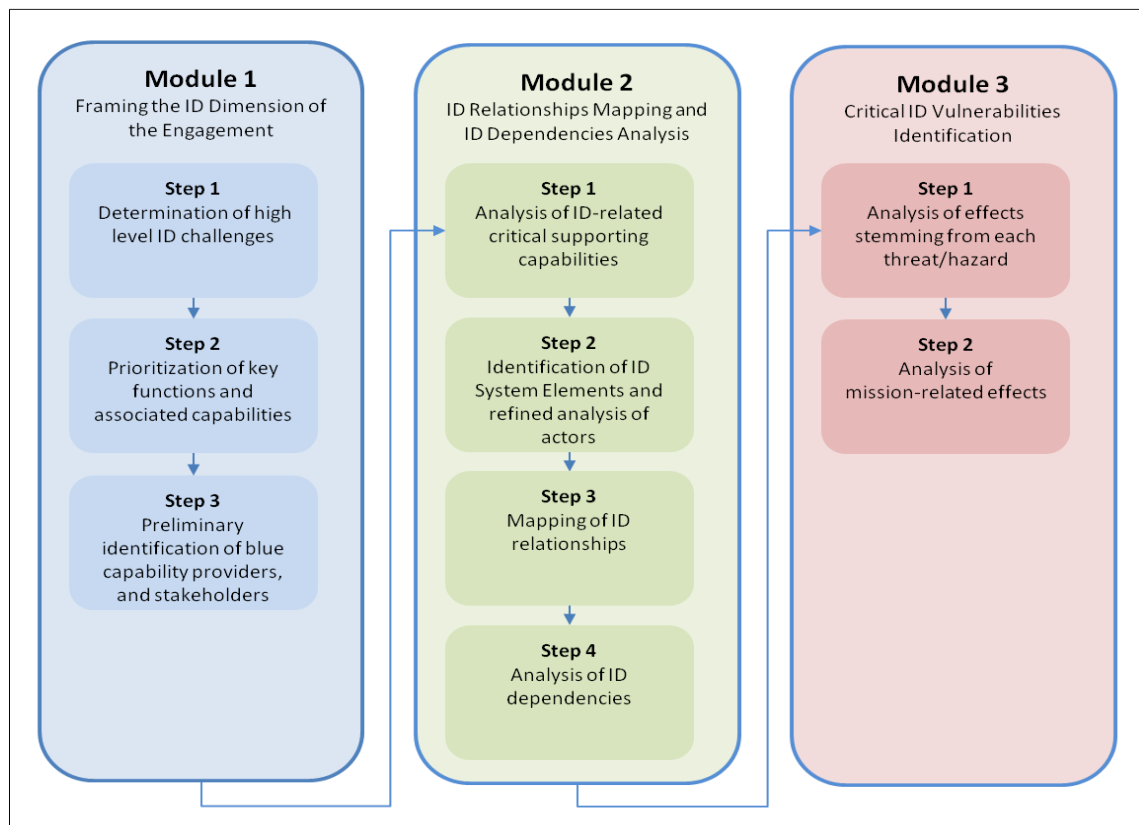 Module 1
Framing the ID Dimension of
the Engagement
Step 1
Determination of high
level ID challenges
Step 2
Prioritization of key
functions and
associated capabilities
Step 3
Preliminary
identification of blue
capability providers,
and stakeholders
Module 2
ID Relationships Mapping and
ID Dependencies Analysis
Step 1
Analysis of ID-related
critical supporting
capabilities
Step 2
Identification of ID
System Elements and
refined analysis of
actors
Step 3
Mapping of ID
relationships
Step 4
Analysis of ID
dependencies
Module 3
Critical ID Vulnerabilities
Identification
Step 1
Analysis of effects
stemming from each
threat/hazard
Step 2
Analysis of
mission-related effects